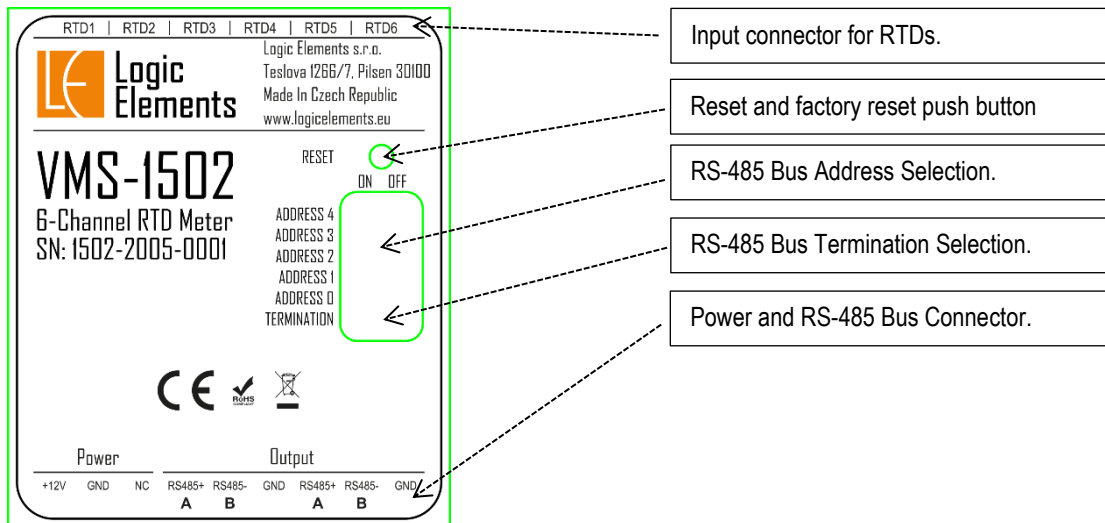 RTD1 | RTD2 | RTD3 | RTD4 | RTD5 | RTD6
Logic
Elements
Logic Elements s.r.o.
Teslova 1266/7, Pilsen 30100
Made In Czech Republic
www.logicelements.eu
VMS-1502
6-Channel RTD Meter
SN: 1502-2005-0001
RESET
ON OFF
ADDRESS 4
ADDRESS 3
ADDRESS 2
ADDRESS 1
ADDRESS 0
TERMINATION
CE
RoHS
COMPLIANT
Power
Output
+12V GND NC RS485+ RS485- GND RS485+ RS485- GND
A B A B
Input connector for RTDs.
Reset and factory reset push button
RS-485 Bus Address Selection.
RS-485 Bus Termination Selection.
Power and RS-485 Bus Connector.